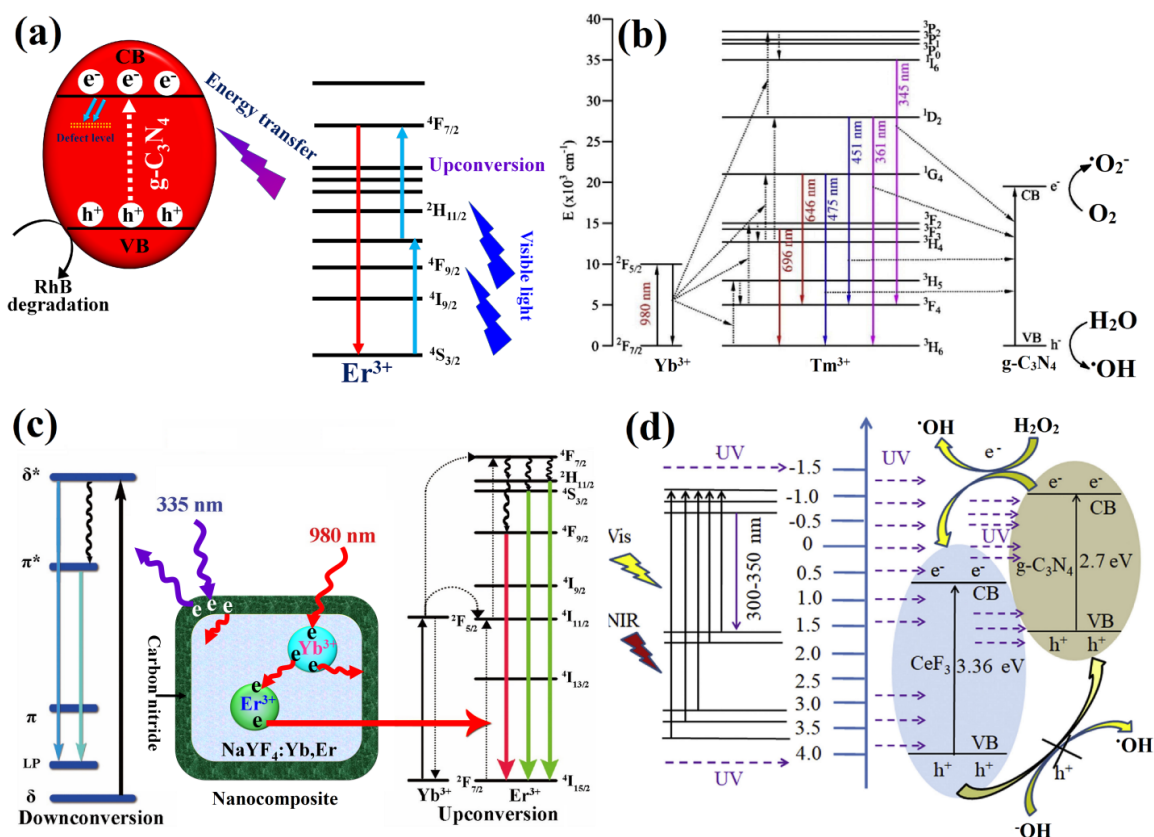 (a)
CB
e⁻ e⁻ e⁻
Defect level
g-C₃N₄
h⁺ h⁺ h⁺
VB
RhB
degradation
Energy transfer
⁴F₇/₂
Upconversion
²H₁₁/₂
⁴F₉/₂
⁴I₉/₂
⁴S₃/₂
Er³⁺
Visible light
(b)
E (x10³ cm⁻¹)
40
35
30
25
20
15
10
5
0
²F₅/₂
980 nm
²F₇/₂
Yb³⁺
³P₂
³P₁
³P₀
¹I₆
¹D₂
¹G₄
³F₂
³F₃
³H₄
³H₅
³F₄
³H₆
345 nm
451 nm
361 nm
646 nm
475 nm
696 nm
Tm³⁺
CB e⁻
VB h⁻
g-C₃N₄
·O₂⁻
O₂
H₂O
·OH
(c)
δ*
π*
π
LP
δ
Downconversion
335 nm
980 nm
e e e
Carbon nitride
e
Yb³⁺
e
e
Er³⁺
e
NaYF₄:Yb,Er
Nanocomposite
²F₅/₂
²F₇/₂
Yb³⁺
⁴F₇/₂
²H₁₁/₂
⁴S₃/₂
⁴F₉/₂
⁴I₉/₂
⁴I₁₁/₂
⁴I₁₃/₂
⁴I₁₅/₂
Er³⁺
Upconversion
(d)
Vis
NIR
UV
300-350 nm
UV
-1.5
-1.0
-0.5
0
0.5
1.0
1.5
2.0
2.5
3.0
3.5
4.0
UV
UV
·OH
H₂O₂
e⁻
e⁻ e⁻
CB
g-C₃N₄ 2.7 eV
VB
h⁺ h⁺
e⁻ e⁻
CB
CeF₃ 3.36 eV
VB
h⁺ h⁺
h⁺
·OH
⁻OH